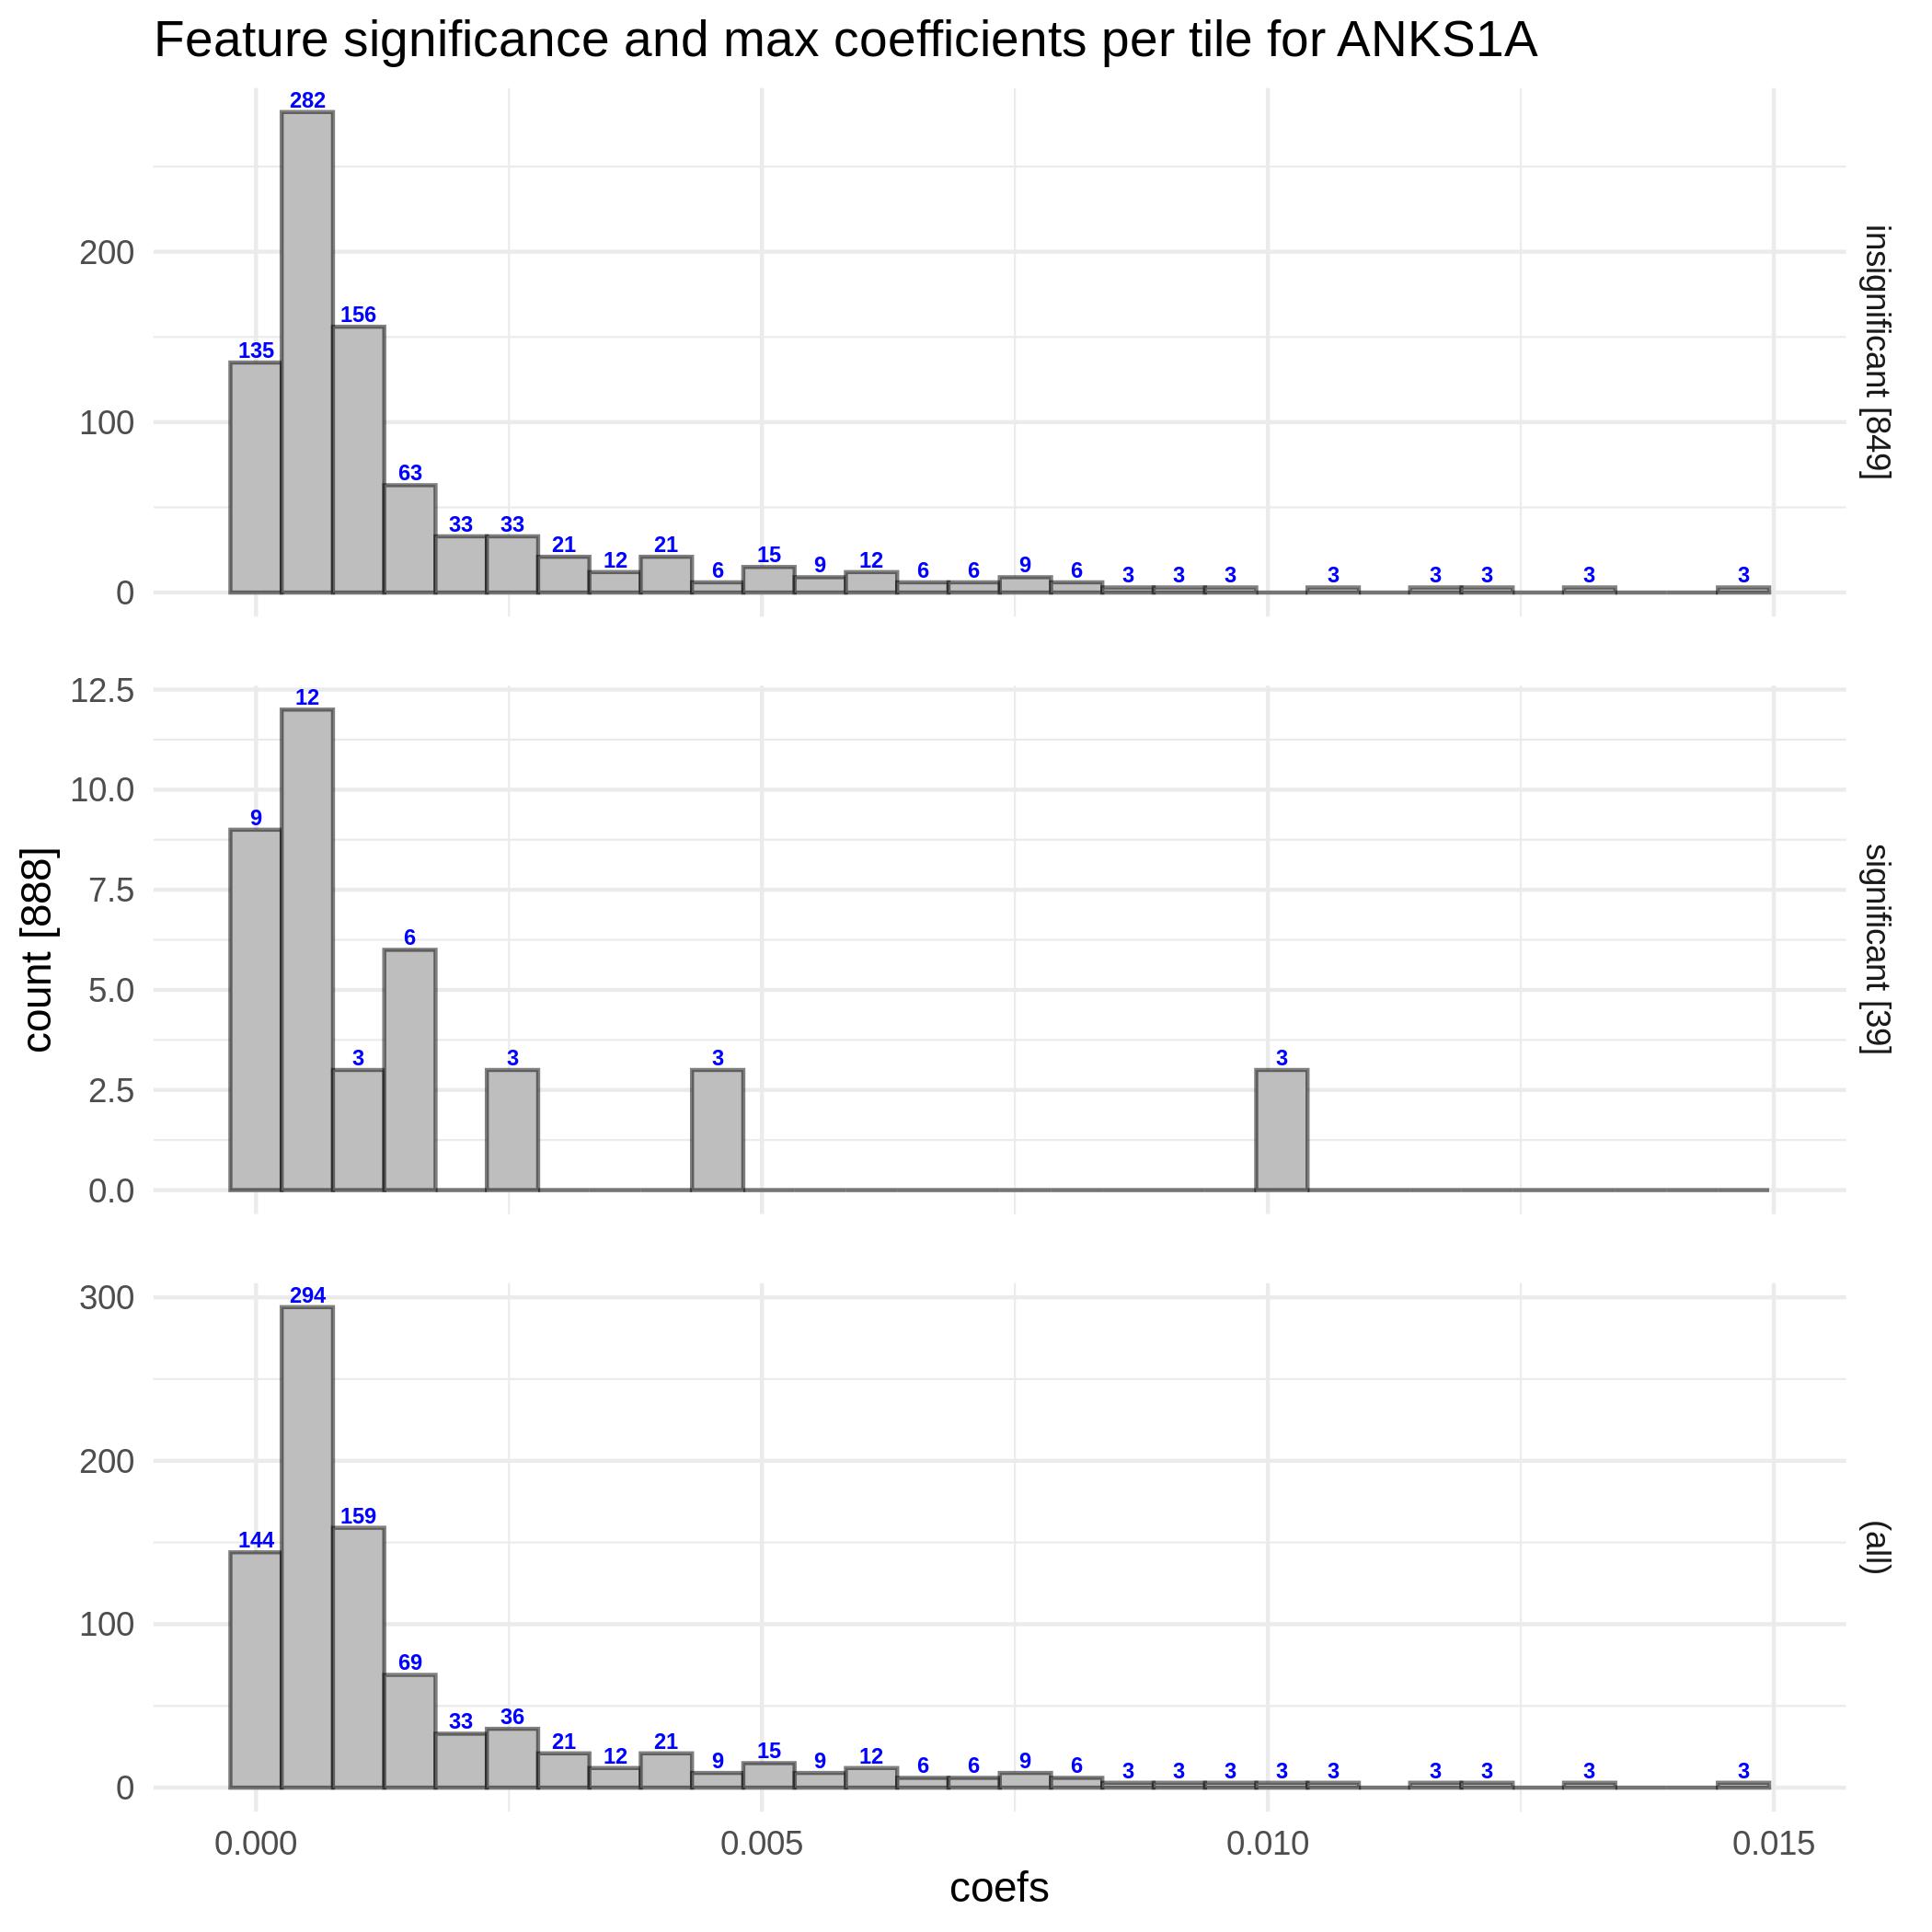 Feature significance and max coefficients per tile for ANKS1A
282
200
156
135
100
63
33 33 21 12 21 6 15 9 12 6 6 9 6 3 3 3 3 3 3 3 3
0
insignificant [849]
12.5
12
10.0
9
7.5
6
5.0
3 3 3 3
2.5
0.0
significant [39]
count [888]
300
294
200
159
144
100
69
33 36 21 12 21 9 15 9 12 6 6 9 6 3 3 3 3 3 3 3 3 3
0
(all)
0.000 0.005 0.010 0.015
coefs